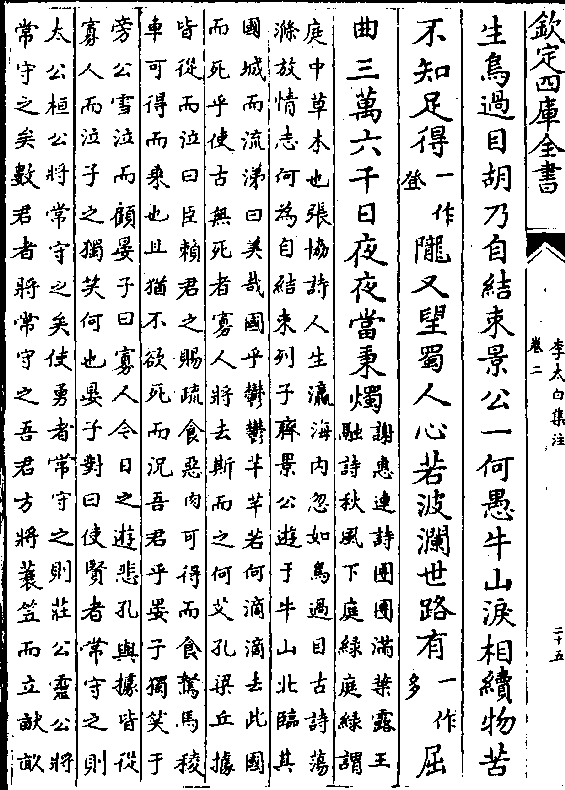 欽定四庫全書
李太白集注
卷二
二十五
生鳥過目胡乃自結束景公一何愚牛山淚相續物苦
不知足得一作登隴又望蜀人心若波瀾世路有一作多屈
曲三萬六千日夜夜當秉燭謝惠連詩團團滿葉露王
融詩秋風下庭緑庭緑謂
庭中草木也張協詩人生瀛海内忽如鳥過目古詩蕩
滌放情志何為自結束列子齊景公遊于牛山北臨其
國城而流涕曰美哉國乎鬱鬱芊芊若何滴滴去此國
而死乎使古無死者寡人將去斯而之何艾孔梁丘據
皆從而泣曰臣賴君之賜疏食惡肉可得而食駑馬稜
車可得而乘也且猶不欲死而況吾君乎晏子獨笑于
旁公雪泣而顧晏子曰寡人今日之遊悲孔與據皆從
寡人而泣子之獨笑何也晏子對曰使賢者常守之則
太公桓公將常守之矣使勇者常守之則莊公靈公將
常守之矣數君者將常守之吾君方將蓑笠而立畎畝